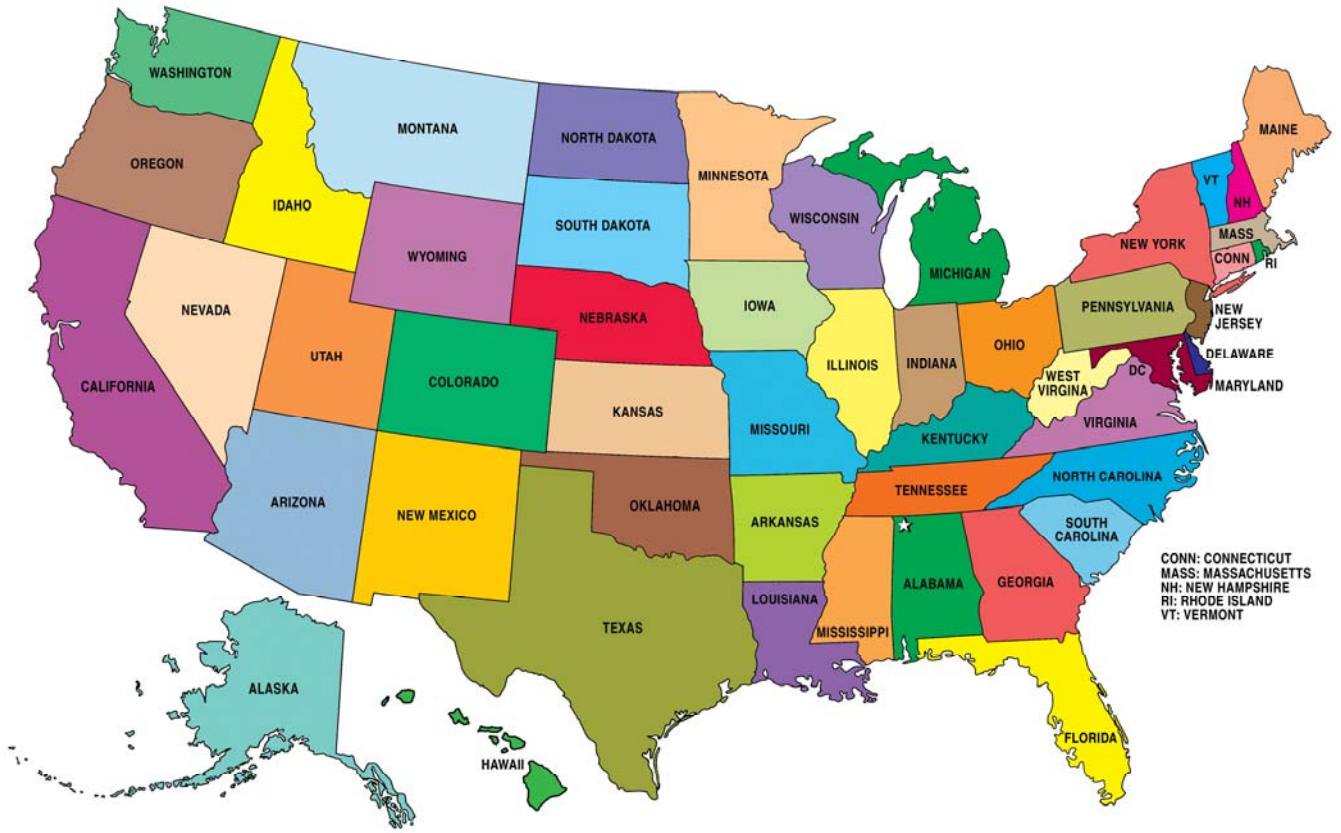 WASHINGTON
MONTANA
NORTH DAKOTA
MINNESOTA
MAINE
OREGON
IDAHO
WYOMING
SOUTH DAKOTA
WISCONSIN
MICHIGAN
VT
NH
NEW YORK
MASS
CONN
RI
NEVADA
UTAH
COLORADO
NEBRASKA
IOWA
ILLINOIS
INDIANA
OHIO
PENNSYLVANIA
NEW
JERSEY
DELAWARE
MARYLAND
DC
WEST
VIRGINA
VIRGINIA
CALIFORNIA
KANSAS
MISSOURI
KENTUCKY
ARIZONA
NEW MEXICO
OKLAHOMA
ARKANSAS
TENNESSEE
NORTH CAROLINA
SOUTH
CAROLINA
TEXAS
LOUISIANA
MISSISSIPPI
ALABAMA
GEORGIA
FLORIDA
ALASKA
HAWAII
CONN: CONNECTICUT
MASS: MASSACHUSETTS
NH: NEW HAMPSHIRE
RI: RHODE ISLAND
VT: VERMONT